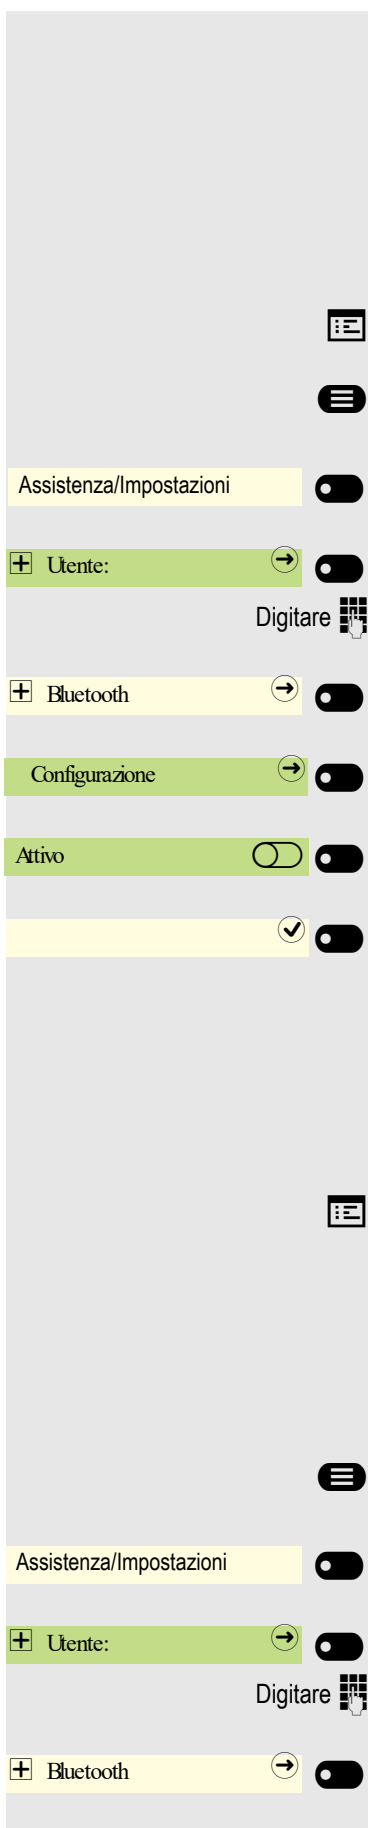 Assistenza/Impostazioni
Utente:
Digitare
Bluetooth
Configurazione
Attivo
Assistenza/Impostazioni
Utente:
Digitare
Bluetooth